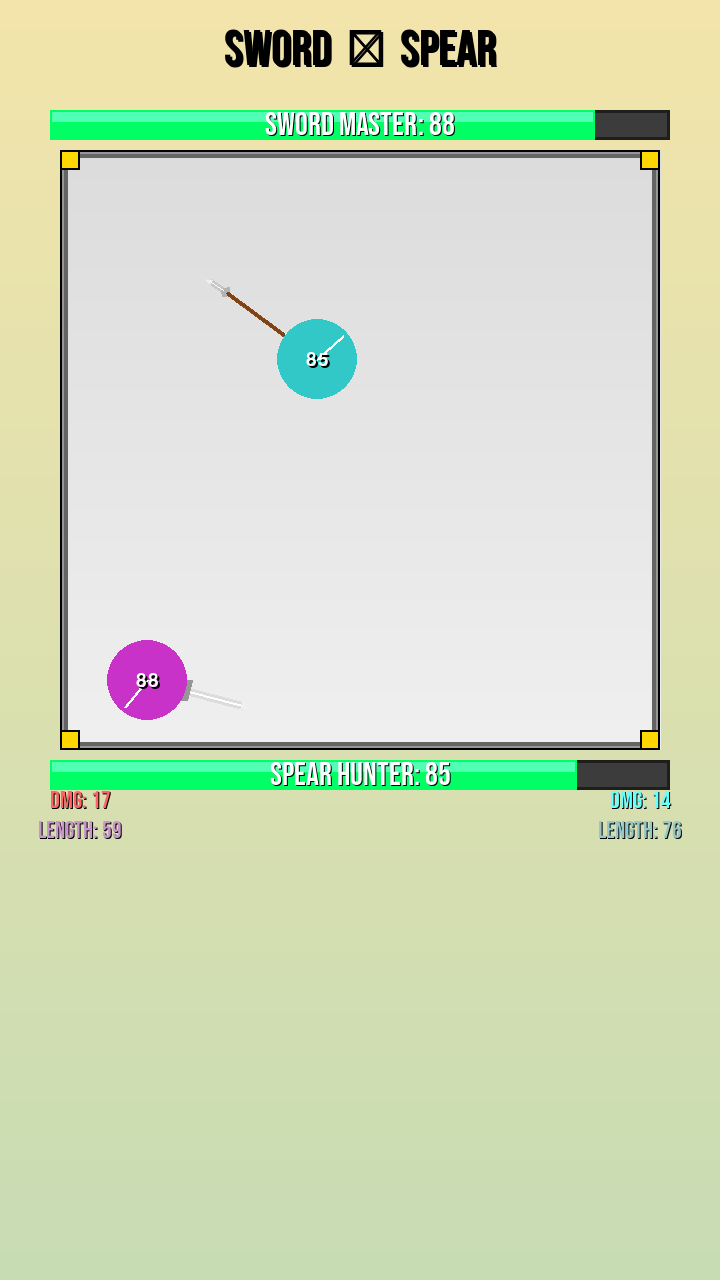 SWORD ☒ SPEAR
SWORD MASTER: 88
85
88
SPEAR HUNTER: 85
DMG: 17 DMG: 14
LENGTH: 59 LENGTH: 76